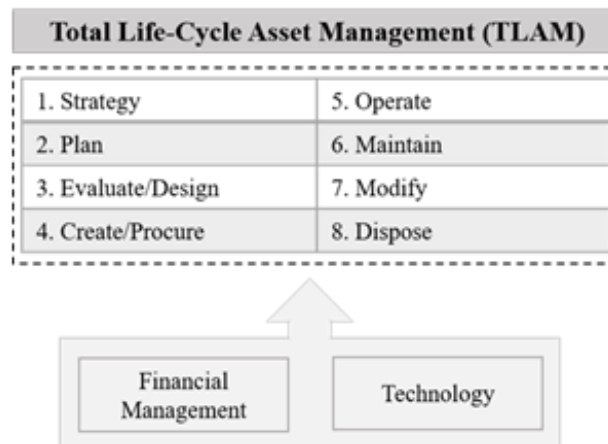 Total Life-Cycle Asset Management (TLAM)
1. Strategy
5. Operate
2. Plan
6. Maintain
3. Evaluate/Design
7. Modify
4. Create/Procure
8. Dispose
Financial
Management
Technology